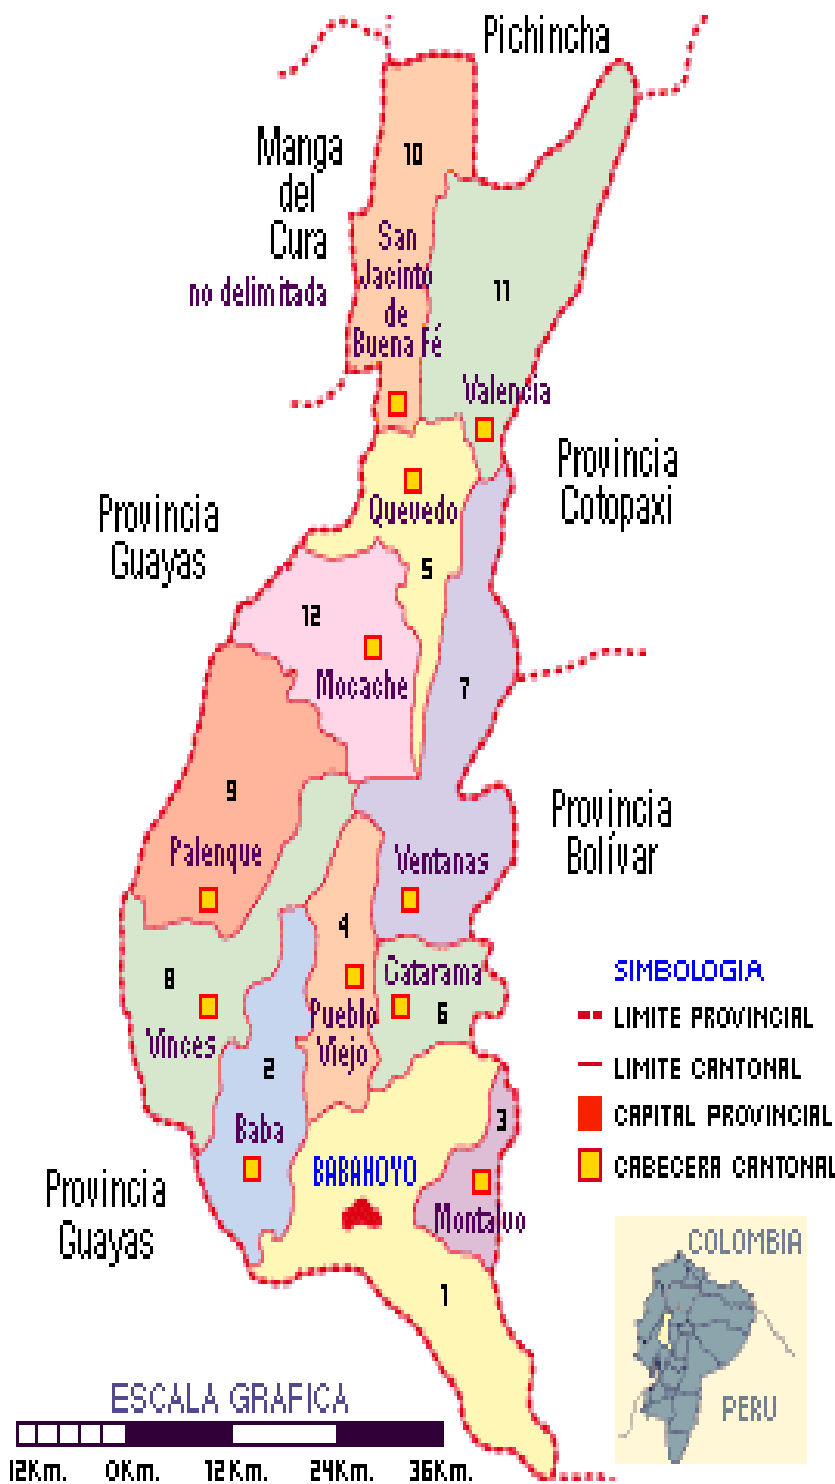 Pichincha
Manga
del
Cura
no delimitada
10
San
Jacinto
de
Buena Fé
11
Valencia
Provincia
Cotopaxi
Quevedo
Provincia
Guayas
5
12
Mocache
7
9
Palenque
Provincia
Bolívar
Ventanas
4
8
Vinces
Pueblo
Viejo
Catarama
6
2
Baba
3
BABAHOYO
Montalvo
1
Provincia
Guayas
SIMBOLOGIA
LIMITE PROVINCIAL
LIMITE CANTONAL
CAPITAL PROVINCIAL
CABECERA CANTONAL
COLOMBIA
PERU
ESCALA GRAFICA
12Km. 0Km. 12Km. 24Km. 36Km.